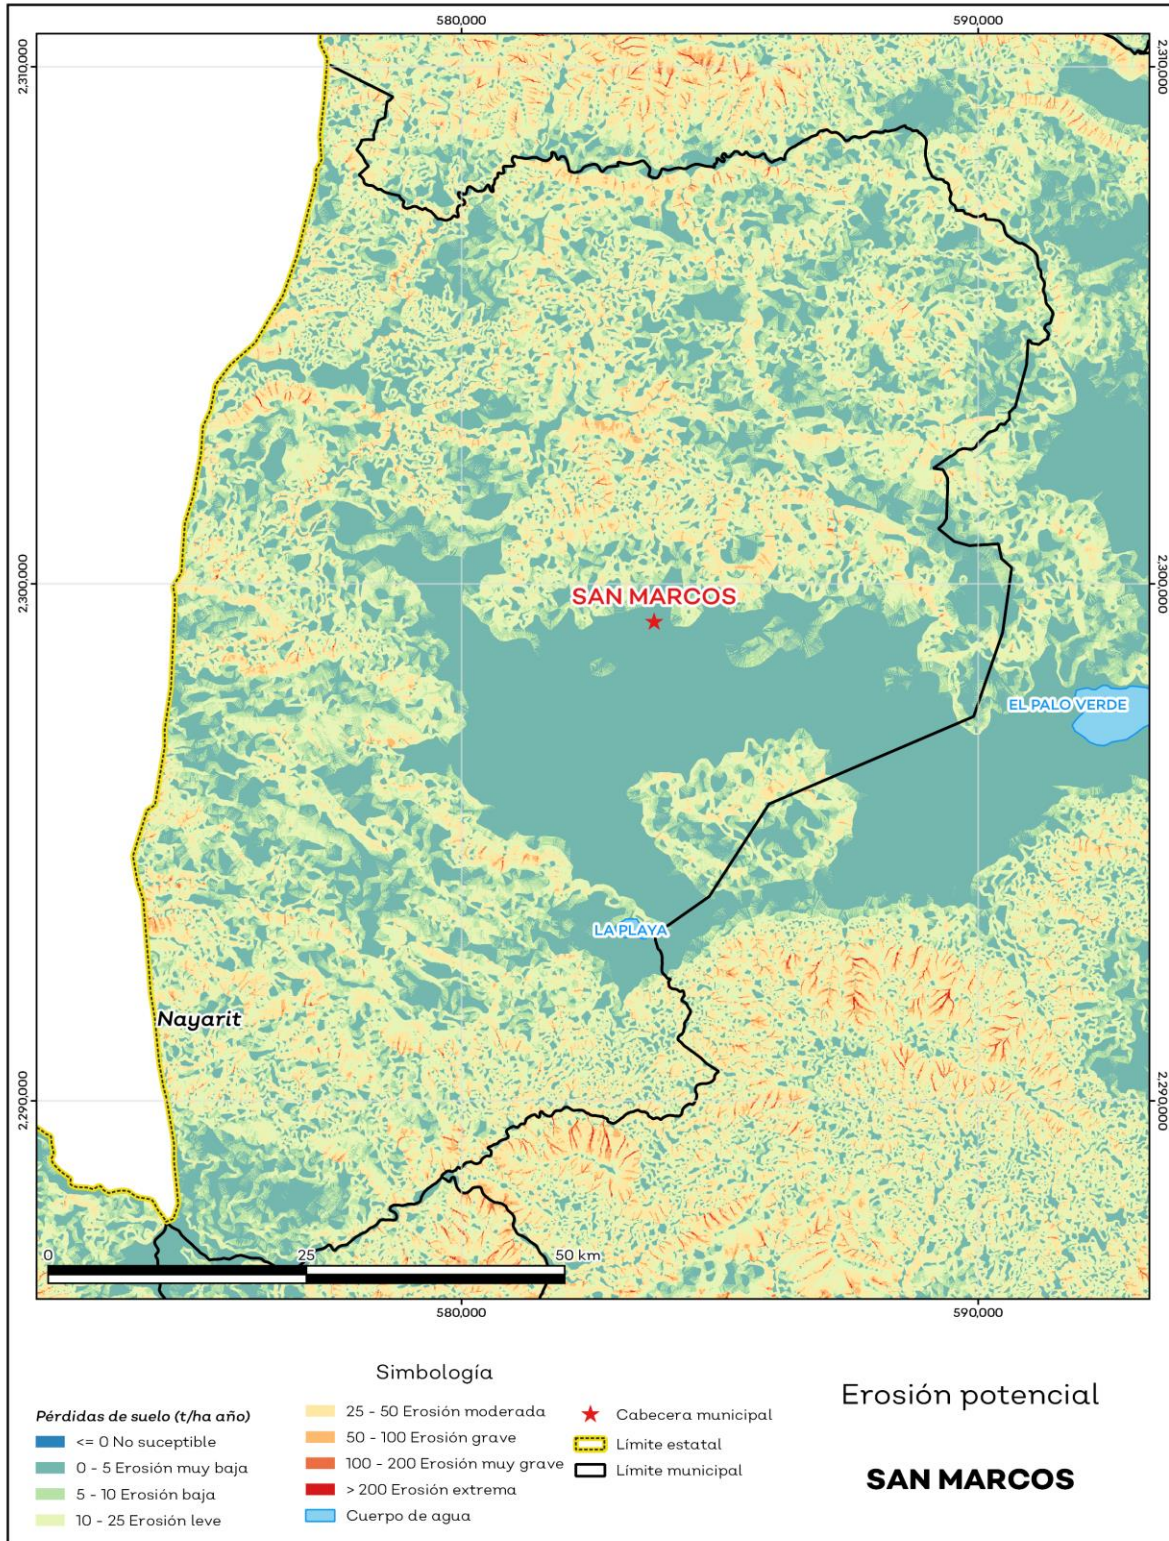 580,000
590,000
2,310,000
2,310,000
SAN MARCOS
2,300,000
2,300,000
EL PALO VERDE
LA PLAYA
Nayarit
2,290,000
2,290,000
0
25
50 km
580,000
590,000
Simbología
Pérdidas de suelo (t/ha año)
<= 0 No suceptible
0 - 5 Erosión muy baja
5 - 10 Erosión baja
10 - 25 Erosión leve
25 - 50 Erosión moderada
50 - 100 Erosión grave
100 - 200 Erosión muy grave
> 200 Erosión extrema
Cuerpo de agua
Cabecera municipal
Límite estatal
Límite municipal
Erosión potencial
SAN MARCOS